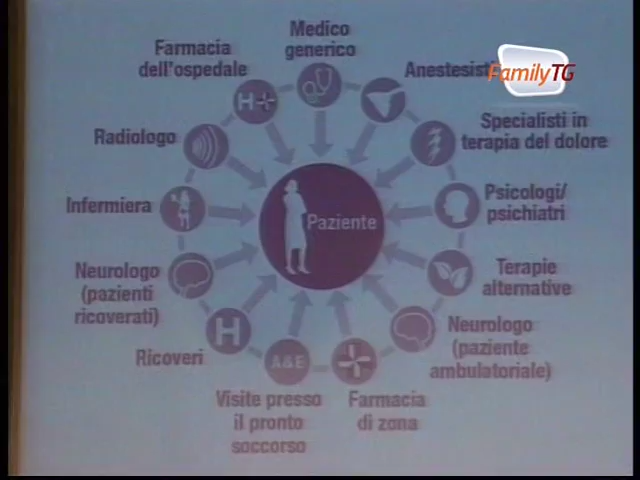 FamilyTG
Medico
generico
Anestesist
Specialisti in
terapia del dolore
Psicologi/
psichiatri
Terapie
alternative
Neurologo
(paziente
ambulatoriale)
Farmacia
di zona
Visite presso
il pronto
soccorso
A&E
Ricoveri
H
Neurologo
(pazienti
ricoverati)
Infermiera
Radiologo
Farmacia
dell'ospedale
H+
Paziente